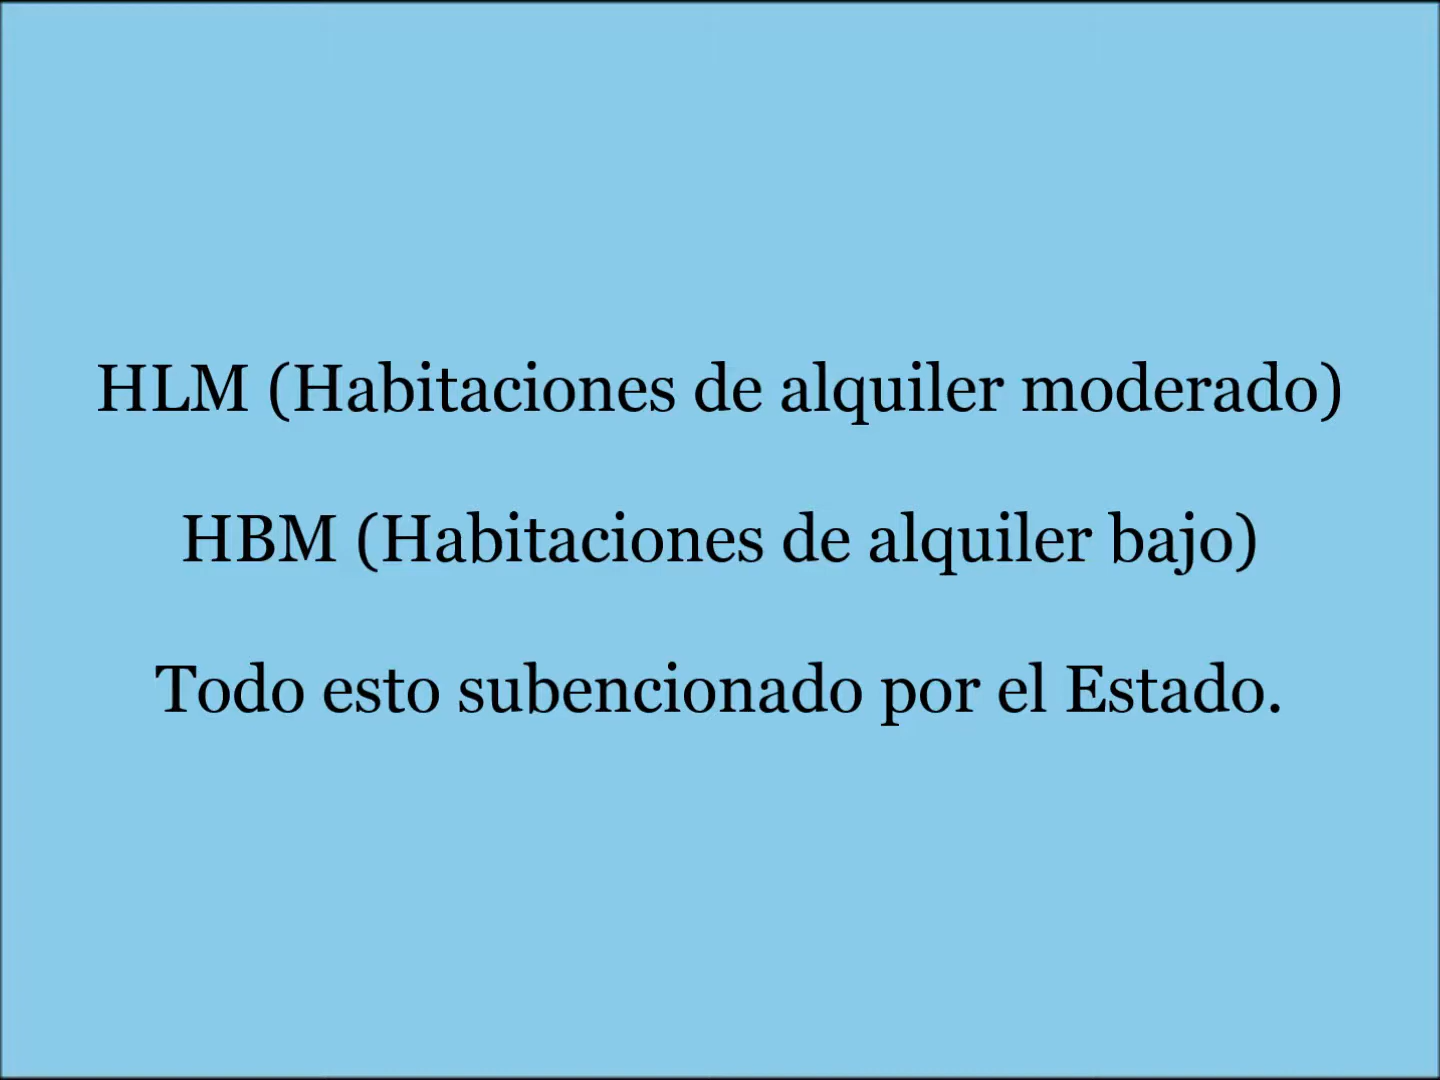 HLM (Habitaciones de alquiler moderado)
HBM (Habitaciones de alquiler bajo)
Todo esto subencionado por el Estado.